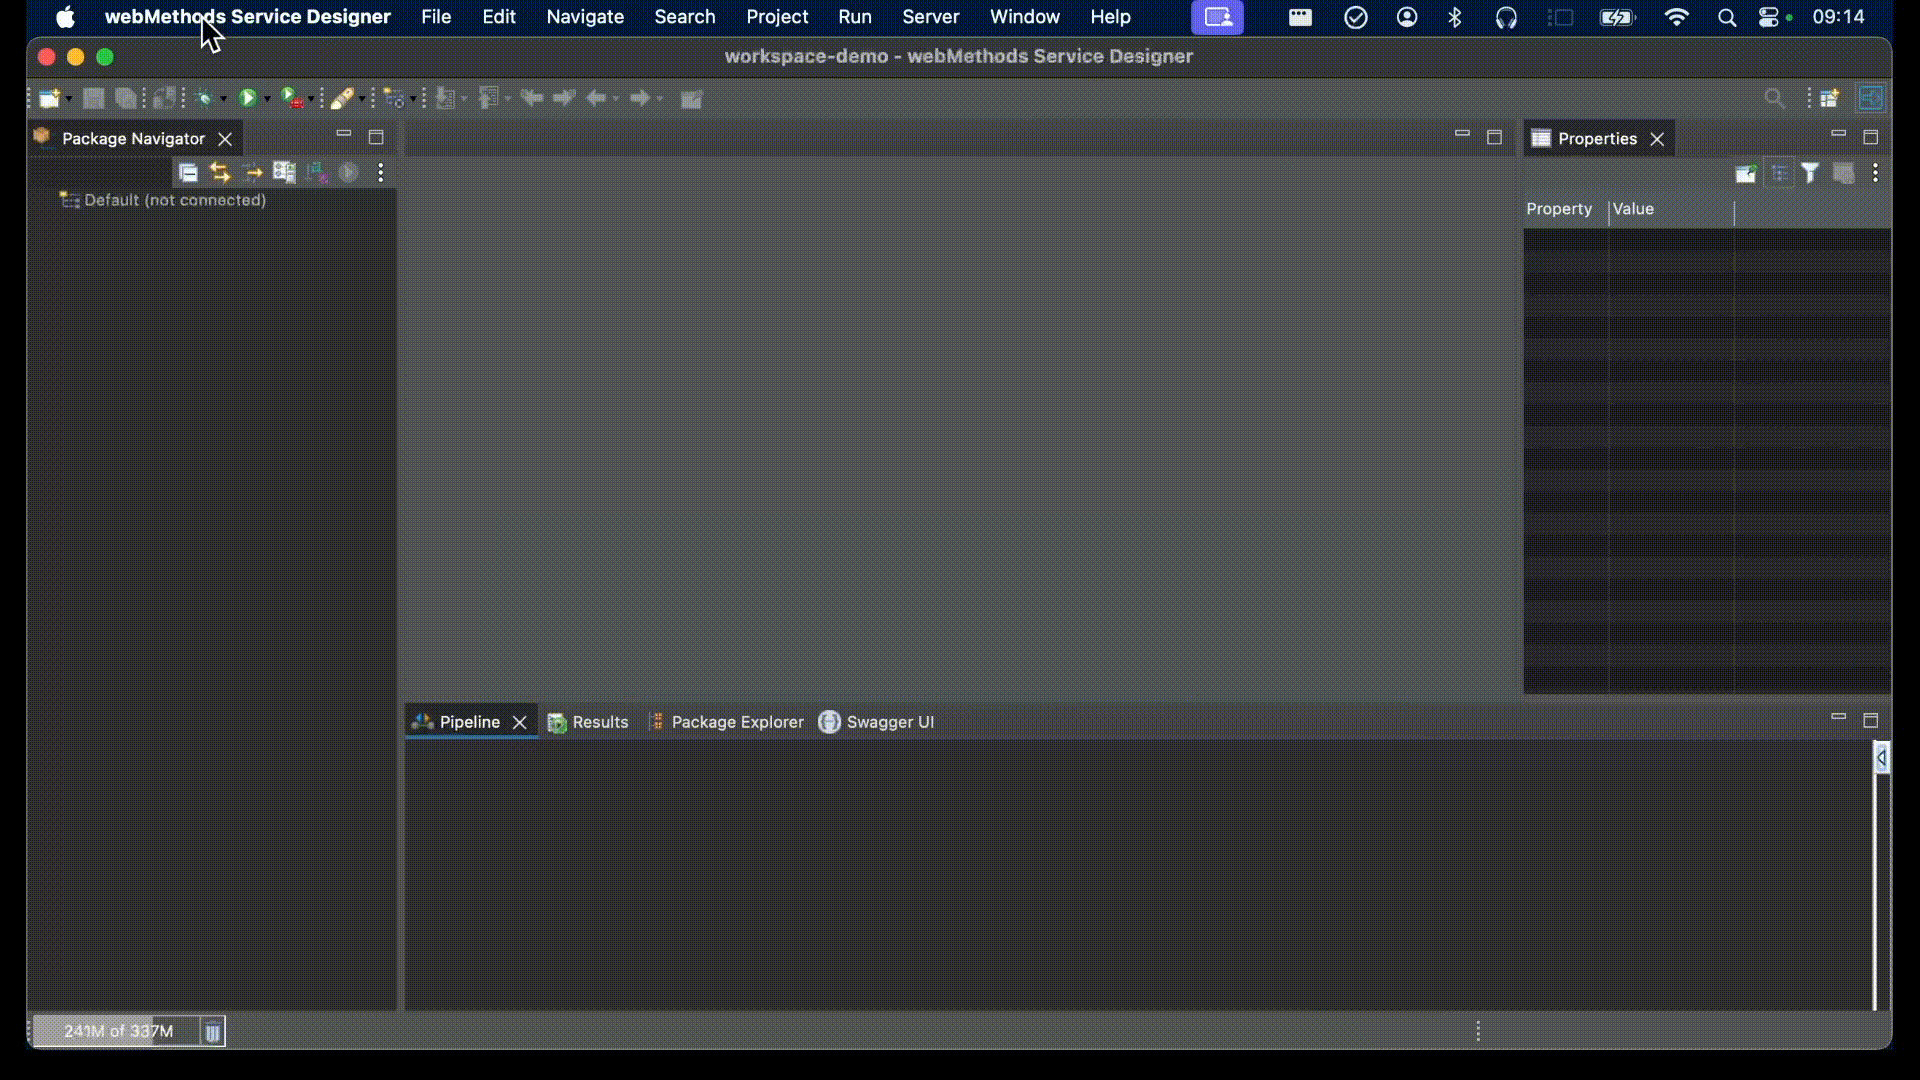 webMethods Service Designer File Edit Navigate Search Project Run Server Window Help 09:14
workspace-demo - webMethods Service Designer
Package Navigator
Properties
Default (not connected)
Property Value
Pipeline Results Package Explorer Swagger UI
241M of 337M